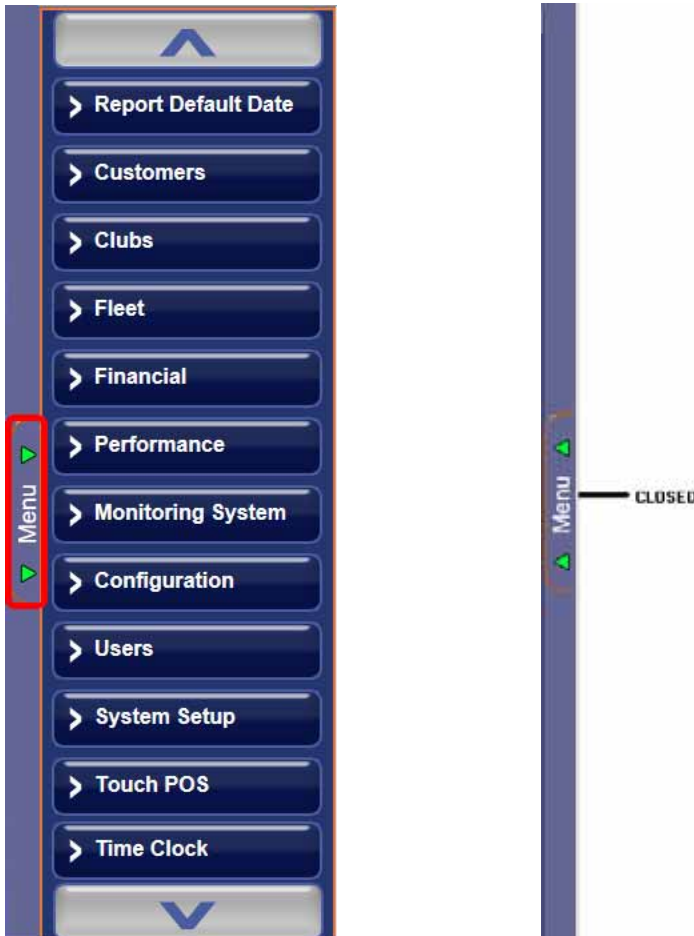 Report Default Date
Customers
Clubs
Fleet
Financial
Performance
Menu
Monitoring System
Configuration
Users
System Setup
Touch POS
Time Clock
Menu
CLOSED